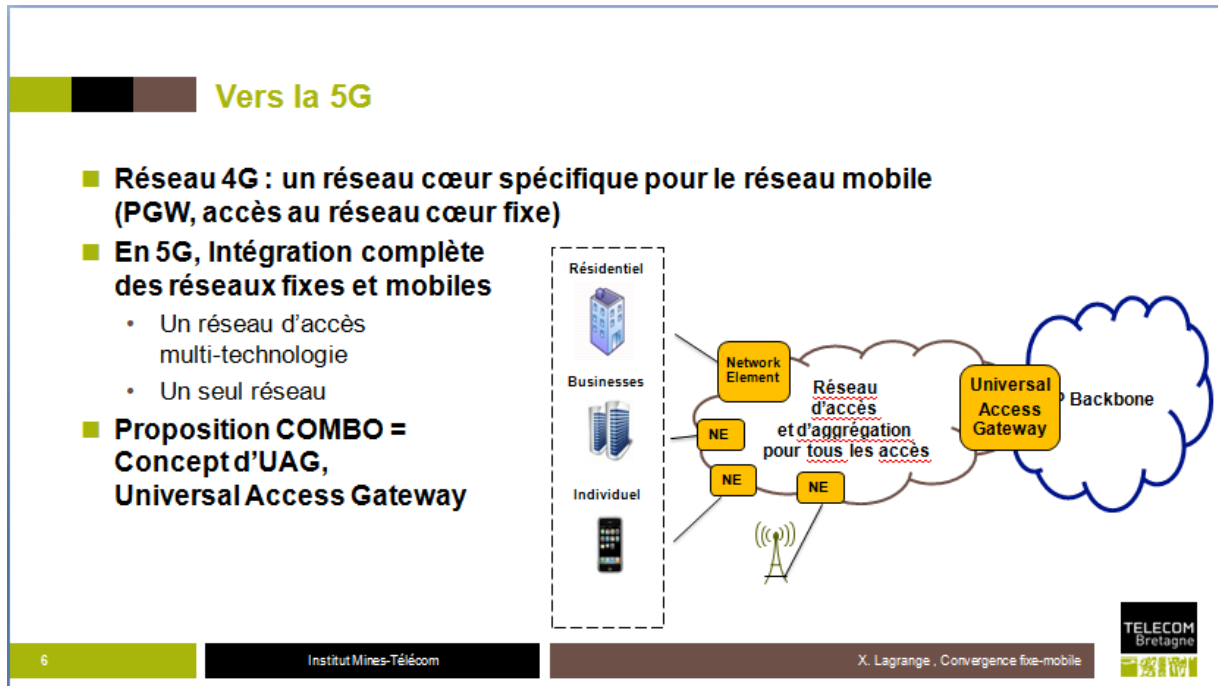 Vers la 5G
Réseau 4G : un réseau cœur spécifique pour le réseau mobile
(PGW, accès au réseau cœur fixe)
En 5G, Intégration complète
des réseaux fixes et mobiles
• Un réseau d'accès
multi-technologie
• Un seul réseau
Proposition COMBO =
Concept d'UAG,
Universal Access Gateway
Résidentiel
Businesses
Individuel
Network
Element
NE
NE
NE
Réseau
d'accès
et d'aggrégation
pour tous les accès
Universal
Access
Gateway
P Backbone
6
Institut Mines-Télécom
X. Lagrange , Convergence fixe-mobile
TELECOM
Bretagne